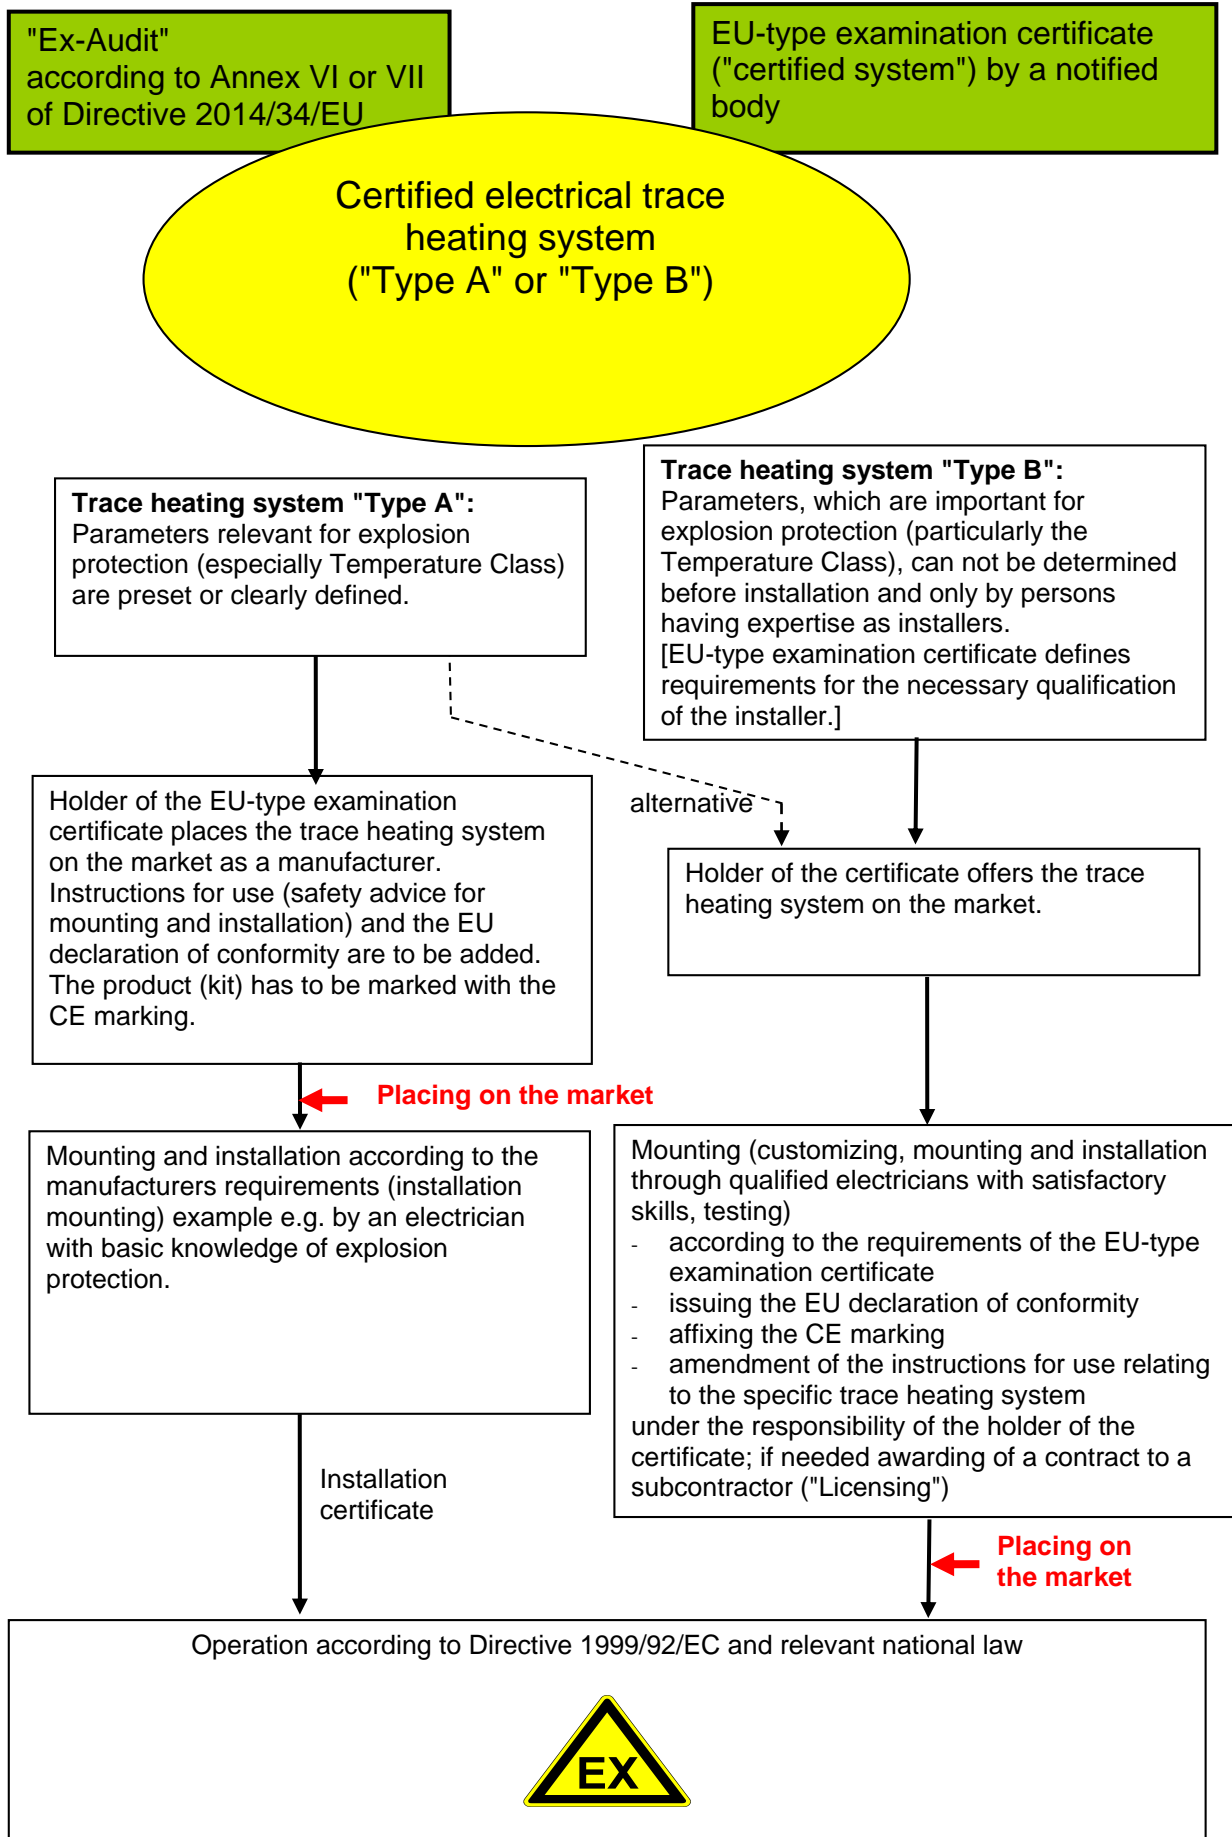 "Ex-Audit"
according to Annex VI or VII
of Directive 2014/34/EU
EU-type examination certificate
("certified system") by a notified
body
Certified electrical trace
heating system
("Type A" or "Type B")
Trace heating system "Type A":
Parameters relevant for explosion
protection (especially Temperature Class)
are preset or clearly defined.
Trace heating system "Type B":
Parameters, which are important for
explosion protection (particularly the
Temperature Class), can not be determined
before installation and only by persons
having expertise as installers.
[EU-type examination certificate defines
requirements for the necessary qualification
of the installer.]
Holder of the EU-type examination
certificate places the trace heating system
on the market as a manufacturer.
Instructions for use (safety advice for
mounting and installation) and the EU
declaration of conformity are to be added.
The product (kit) has to be marked with the
CE marking.
alternative
Holder of the certificate offers the trace
heating system on the market.
Placing on the market
Mounting and installation according to the
manufacturers requirements (installation
mounting) example e.g. by an electrician
with basic knowledge of explosion
protection.
Mounting (customizing, mounting and installation
through qualified electricians with satisfactory
skills, testing)
- according to the requirements of the EU-type
examination certificate
- issuing the EU declaration of conformity
- affixing the CE marking
- amendment of the instructions for use relating
to the specific trace heating system
under the responsibility of the holder of the
certificate; if needed awarding of a contract to a
subcontractor ("Licensing")
Installation
certificate
Placing on
the market
Operation according to Directive 1999/92/EC and relevant national law
EX